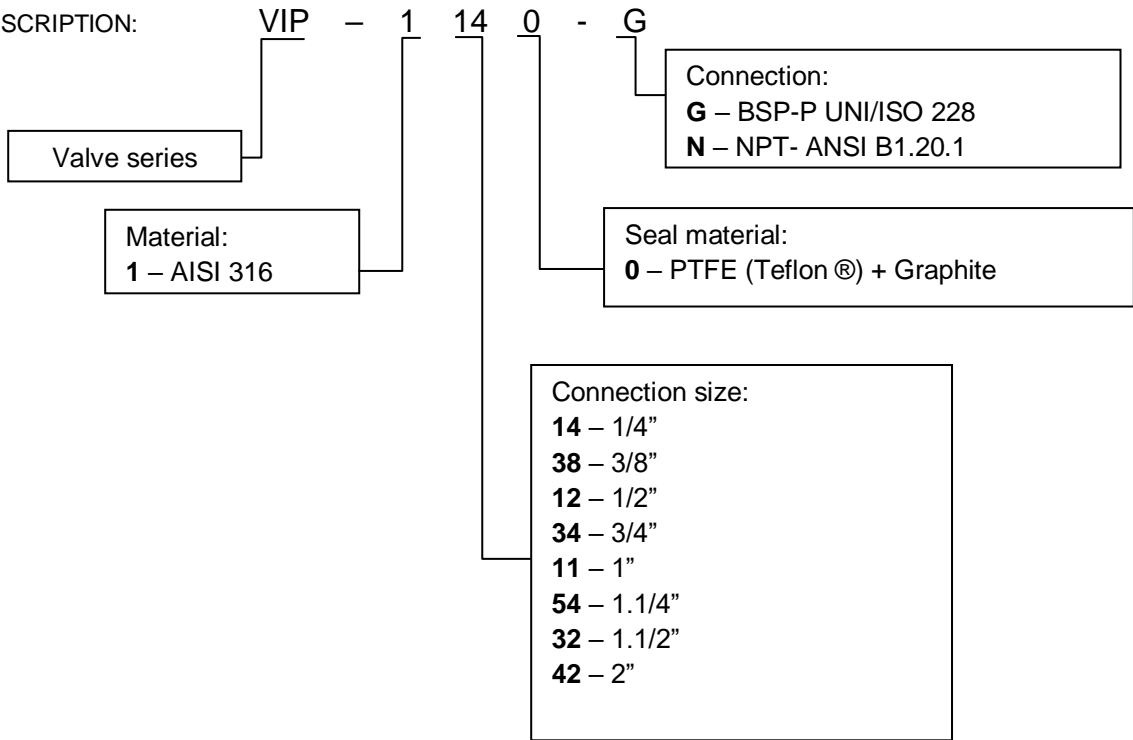 SCRIPTION: VIP – 1 14 0 - G
Connection:
G – BSP-P UNI/ISO 228
N – NPT- ANSI B1.20.1
Valve series
Material:
1 – AISI 316
Seal material:
0 – PTFE (Teflon ®) + Graphite
Connection size:
14 – 1/4”
38 – 3/8”
12 – 1/2”
34 – 3/4”
11 – 1”
54 – 1.1/4”
32 – 1.1/2”
42 – 2”